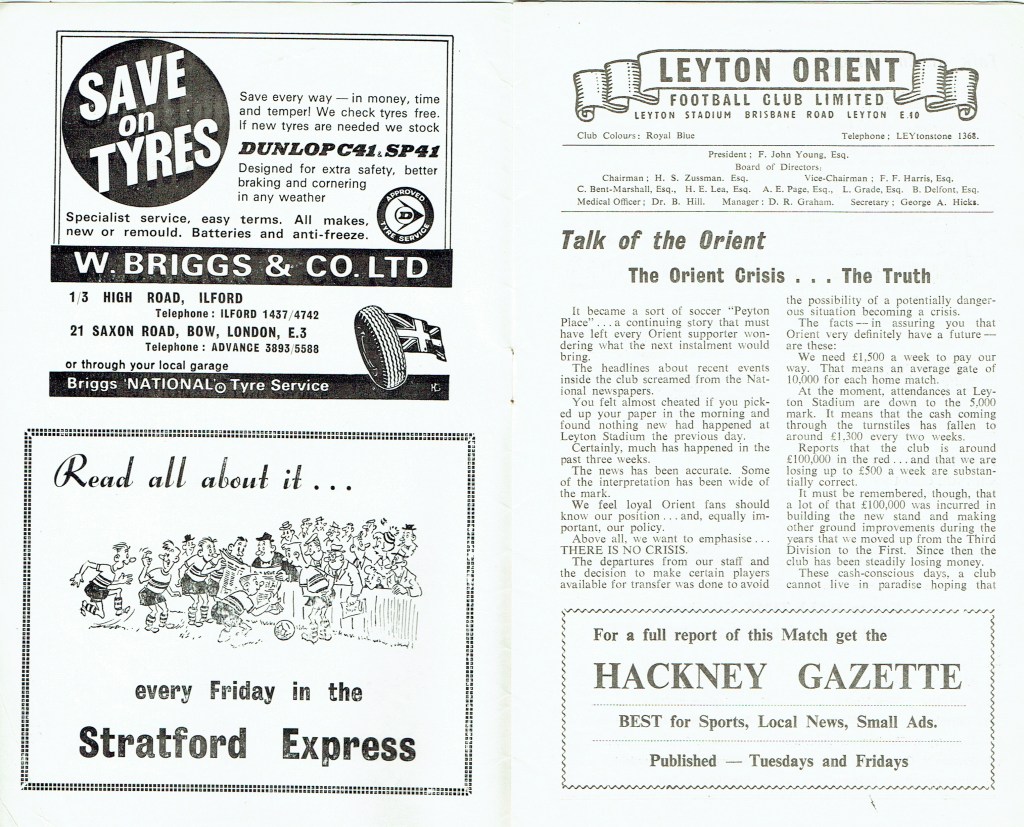 SAVE
on
TYRES
Save every way — in money, time
and temper! We check tyres free.
If new tyres are needed we stock
DUNLOP C41 & SP41
Designed for extra safety, better
braking and cornering
in any weather
APPROVED
D
TYRE SERVICE
Specialist service, easy terms. All makes,
new or remould. Batteries and anti-freeze.
W. BRIGGS & CO. LTD
1/3 HIGH ROAD, ILFORD
Telephone: ILFORD 1437/4742
21 SAXON ROAD, BOW, LONDON, E.3
Telephone: ADVANCE 3893/5588
or through your local garage
Briggs 'NATIONAL' Tyre Service
Read all about it ...
every Friday in the
Stratford Express
LEYTON ORIENT
FOOTBALL CLUB LIMITED
LEYTON STADIUM BRISBANE ROAD LEYTON E.10
Club Colours: Royal Blue Telephone: LEYtonstone 1368.
President: F. John Young, Esq.
Board of Directors:
Chairman: H. S. Zussman. Esq. Vice-Chairman: F. F. Harris, Esq.
C. Bent-Marshall, Esq., H. E. Lea, Esq. A. E. Page, Esq., L. Grade, Esq. B. Delfont, Esq.
Medical Officer; Dr. B. Hill. Manager: D. R. Graham. Secretary: George A. Hicks.
Talk of the Orient
The Orient Crisis . . . The Truth
It became a sort of soccer "Peyton
Place" ... a continuing story that must
have left every Orient supporter won-
dering what the next instalment would
bring.
The headlines about recent events
inside the club screamed from the Nat-
ional newspapers.
You felt almost cheated if you pick-
ed up your paper in the morning and
found nothing new had happened at
Leyton Stadium the previous day.
Certainly, much has happened in the
past three weeks.
The news has been accurate. Some
of the interpretation has been wide of
the mark.
We feel loyal Orient fans should
know our position ... and, equally im-
portant, our policy.
Above all, we want to emphasise ...
THERE IS NO CRISIS.
The departures from our staff and
the decision to make certain players
available for transfer was done to avoid
the possibility of a potentially danger-
ous situation becoming a crisis.
The facts — in assuring you that
Orient very definitely have a future —
are these:
We need £1,500 a week to pay our
way. That means an average gate of
10,000 for each home match.
At the moment, attendances at Ley-
ton Stadium are down to the 5,000
mark. It means that the cash coming
through the turnstiles has fallen to
around £1,300 every two weeks.
Reports that the club is around
£100,000 in the red ... and that we are
losing up to £500 a week are substan-
tially correct.
It must be remembered, though, that
a lot of that £100,000 was incurred in
building the new stand and making
other ground improvements during the
years that we moved up from the Third
Division to the First. Since then the
club has been steadily losing money.
These cash-conscious days, a club
cannot live in paradise hoping that
For a full report of this Match get the
HACKNEY GAZETTE
BEST for Sports, Local News, Small Ads.
Published — Tuesdays and Fridays